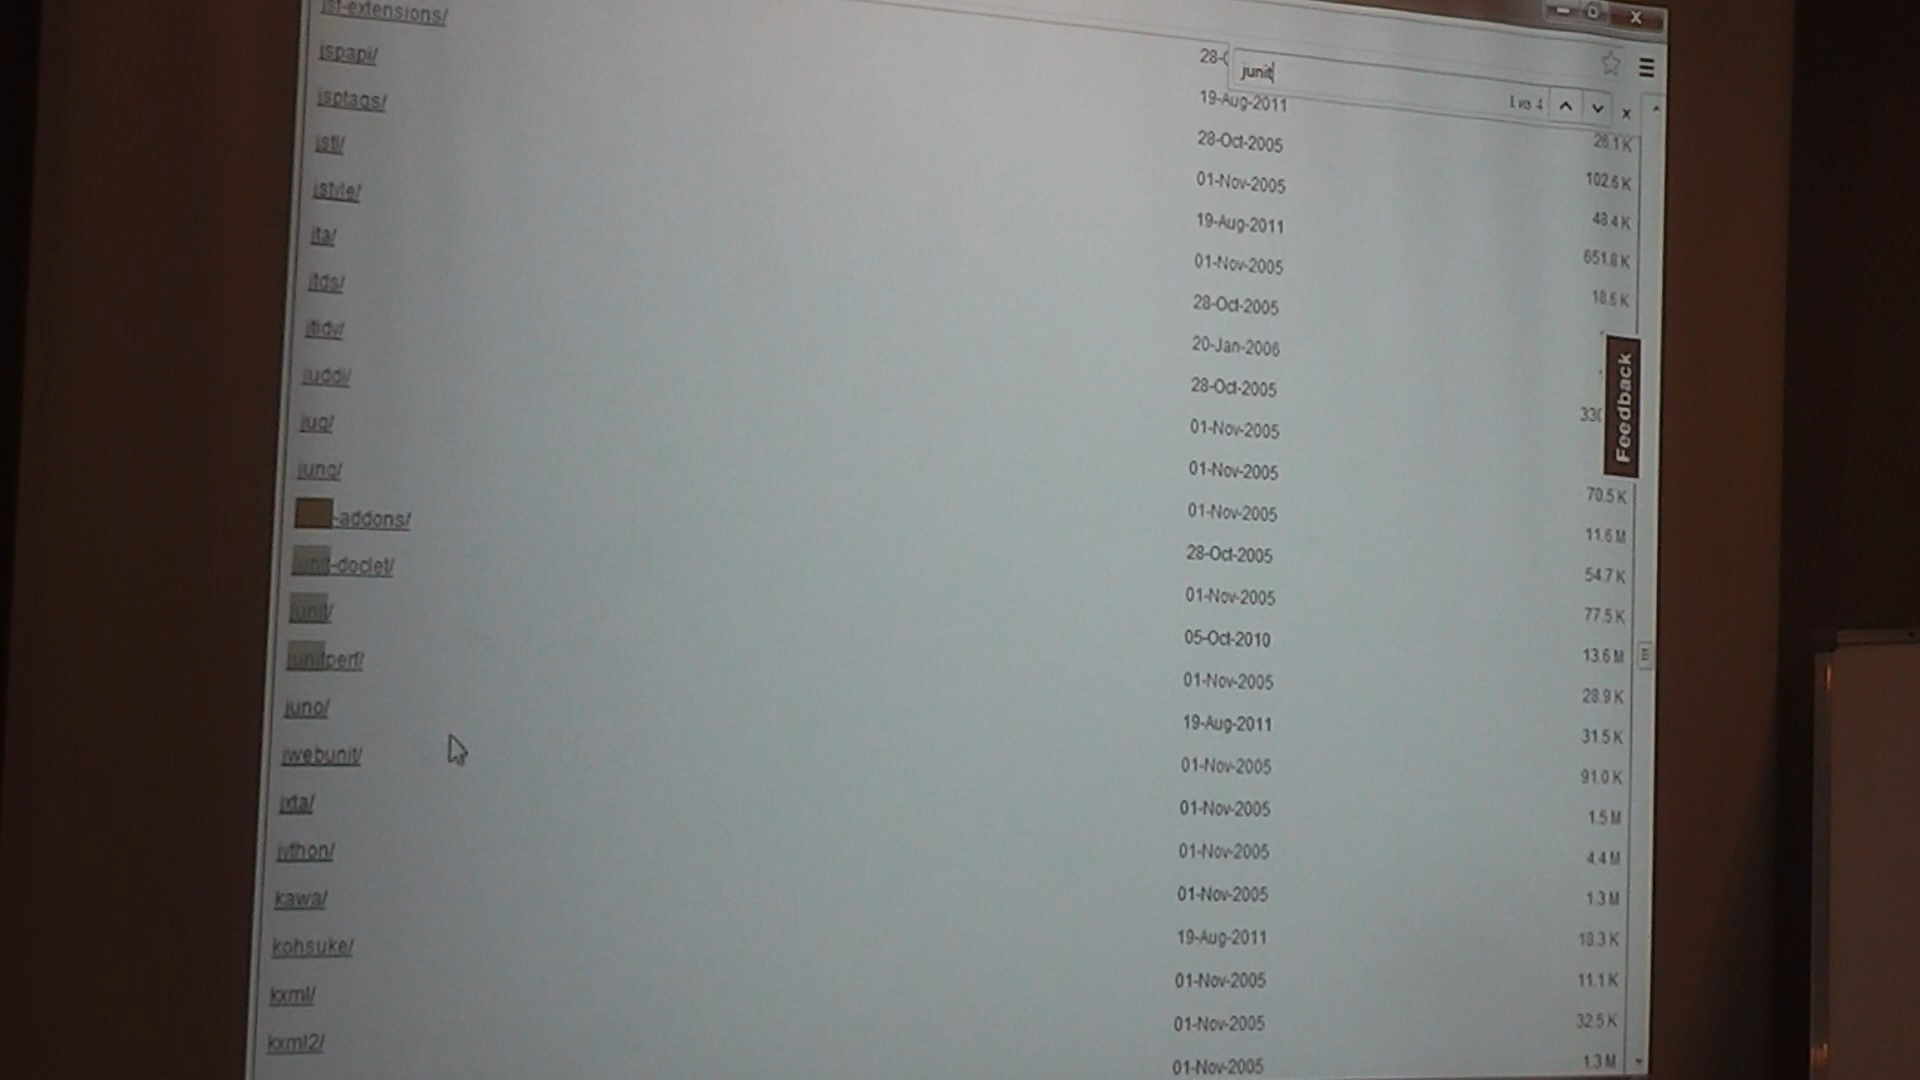 junit
1 из 4
jsf-extensions/
jspapi/
jsptags/
jstl/
jstyle/
jta/
jtds/
jtidy/
juddi/
jug/
jung/
-addons/
junit-doclet/
junit/
junitperf/
juno/
jwebunit/
jxta/
jython/
kawa/
kohsuke/
kxml/
kxml2/
28-
19-Aug-2011
28-Oct-2005
01-Nov-2005
19-Aug-2011
01-Nov-2005
28-Oct-2005
20-Jan-2006
28-Oct-2005
01-Nov-2005
01-Nov-2005
01-Nov-2005
28-Oct-2005
01-Nov-2005
05-Oct-2010
01-Nov-2005
19-Aug-2011
01-Nov-2005
01-Nov-2005
01-Nov-2005
01-Nov-2005
19-Aug-2011
01-Nov-2005
01-Nov-2005
01-Nov-2005
26.1 K
102.6 K
48.4 K
651.8 K
18.6 K
330
70.5 K
11.6 M
54.7 K
77.5 K
13.6 M
28.9 K
31.5 K
91.0 K
1.5 M
4.4 M
1.3 M
18.3 K
11.1 K
32.5 K
1.3 M
Feedback